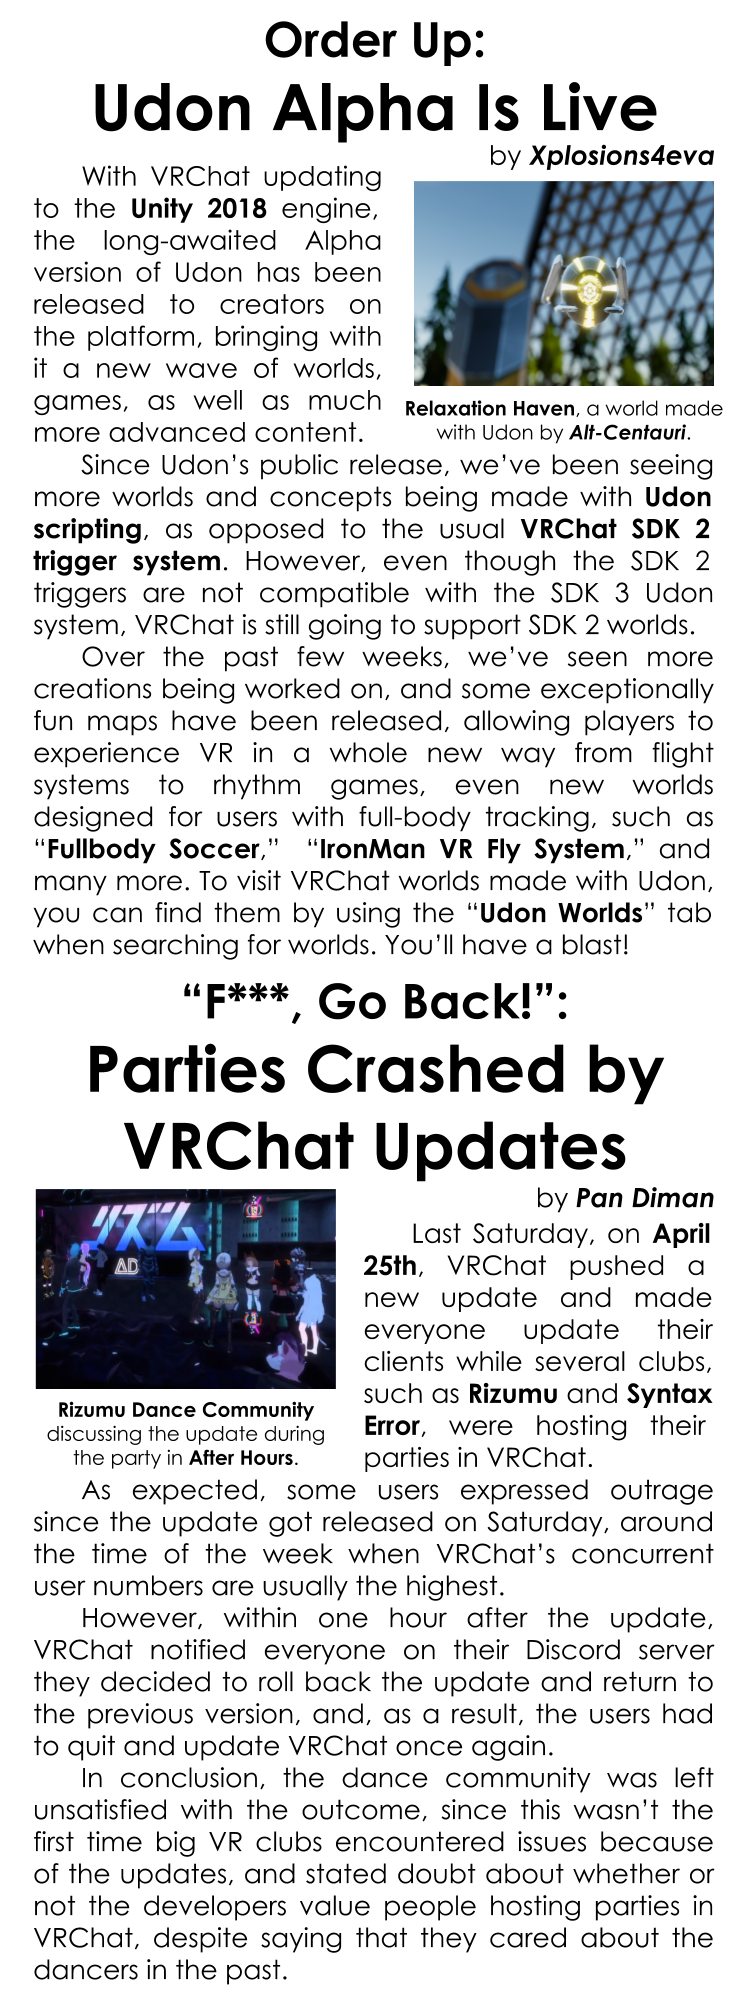 Order Up:
Udon Alpha Is Live
by Xplosions4eva
With VRChat updating
to the Unity 2018 engine,
the long-awaited Alpha
version of Udon has been
released to creators on
the platform, bringing with
it a new wave of worlds,
games, as well as much
more advanced content.
Relaxation Haven, a world made
with Udon by Alt-Centauri.
Since Udon’s public release, we’ve been seeing
more worlds and concepts being made with Udon
scripting, as opposed to the usual VRChat SDK 2
trigger system. However, even though the SDK 2
triggers are not compatible with the SDK 3 Udon
system, VRChat is still going to support SDK 2 worlds.
Over the past few weeks, we’ve seen more
creations being worked on, and some exceptionally
fun maps have been released, allowing players to
experience VR in a whole new way from flight
systems to rhythm games, even new worlds
designed for users with full-body tracking, such as
“Fullbody Soccer,” “IronMan VR Fly System,” and
many more. To visit VRChat worlds made with Udon,
you can find them by using the “Udon Worlds” tab
when searching for worlds. You’ll have a blast!
“F***, Go Back!”:
Parties Crashed by
VRChat Updates
by Pan Diman
リズム
AD
Rizumu Dance Community
discussing the update during
the party in After Hours.
Last Saturday, on April
25th, VRChat pushed a
new update and made
everyone update their
clients while several clubs,
such as Rizumu and Syntax
Error, were hosting their
parties in VRChat.
As expected, some users expressed outrage
since the update got released on Saturday, around
the time of the week when VRChat’s concurrent
user numbers are usually the highest.
However, within one hour after the update,
VRChat notified everyone on their Discord server
they decided to roll back the update and return to
the previous version, and, as a result, the users had
to quit and update VRChat once again.
In conclusion, the dance community was left
unsatisfied with the outcome, since this wasn’t the
first time big VR clubs encountered issues because
of the updates, and stated doubt about whether or
not the developers value people hosting parties in
VRChat, despite saying that they cared about the
dancers in the past.